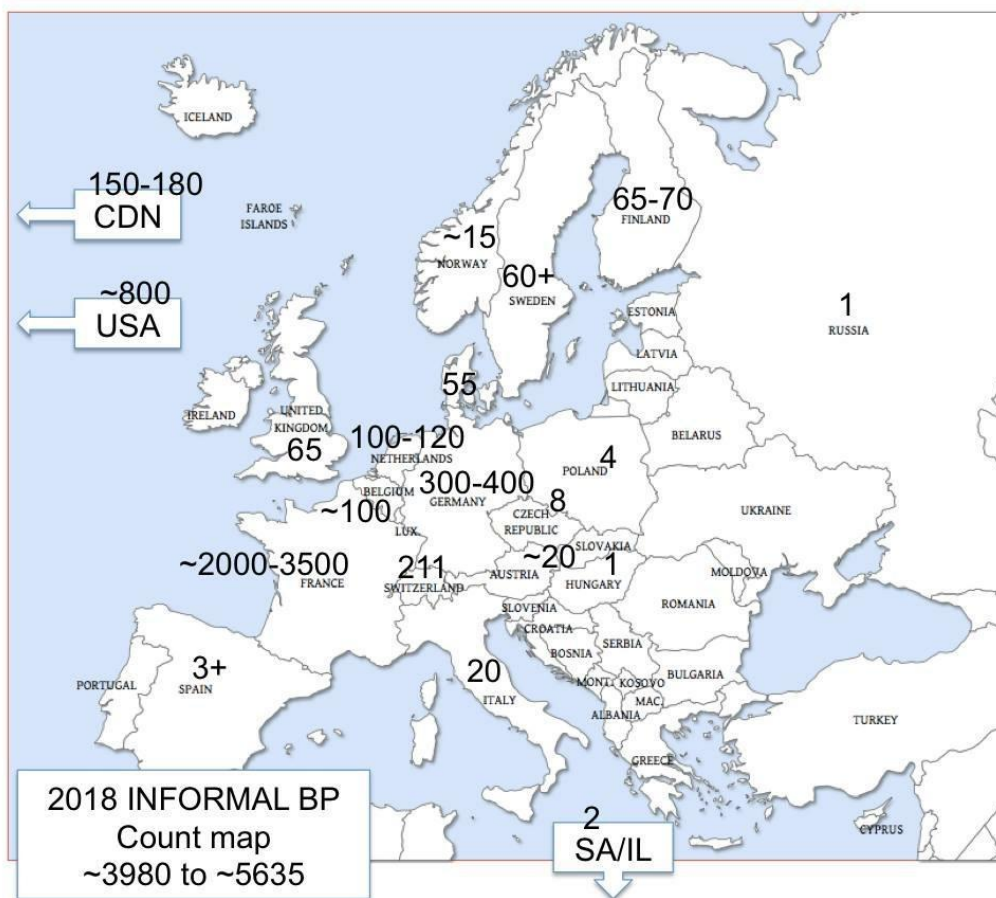 ICELAND
150-180
CDN
FAROE
ISLANDS
65-70
FINLAND
~15
NORWAY
60+
SWEDEN
~800
USA
ESTONIA
1
RUSSIA
LATVIA
LITHUANIA
55
IRELAND
UNITED
KINGDOM
65
BELARUS
100-120
NETHERLANDS
4
POLAND
BELGIUM
300-400
GERMANY
8
CZECH
REPUBLIC
~100
LUX.
UKRAINE
~2000-3500
FRANCE
211
SWITZERLAND
~20
AUSTRIA
SLOVAKIA
1
HUNGARY
MOLDOVA
ROMANIA
SLOVENIA
CROATIA
BOSNIA
SERBIA
3+
SPAIN
PORTUGAL
20
ITALY
MONT.
KOSOVO
BULGARIA
MAC.
ALBANIA
TURKEY
GREECE
2018 INFORMAL BP
Count map
~3980 to ~5635
2
SA/IL
CYPRUS